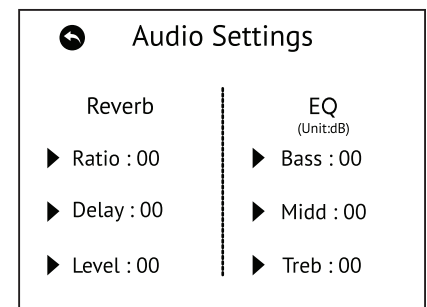 Audio Settings
Reverb
Ratio : 00
Delay : 00
Level : 00
EQ
(Unit:dB)
Bass : 00
Midd : 00
Treb : 00